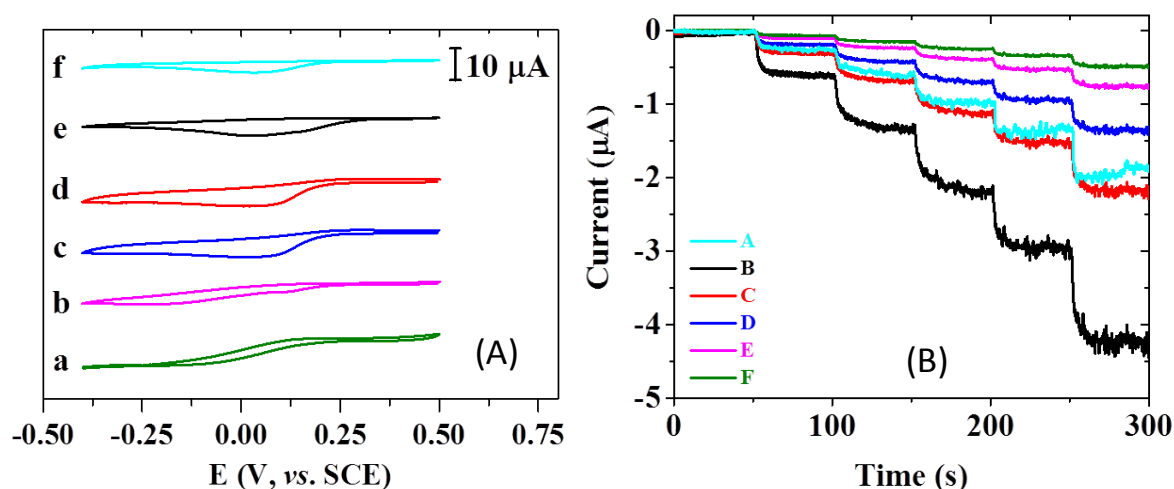 f
10 μA
e
d
c
b
a
(A)
-0.50
-0.25
0.00
0.25
0.50
0.75
E (V, vs. SCE)
0
-1
-2
-3
-4
-5
Current (μA)
A
B
C
D
E
F
(B)
0
100
200
300
Time (s)